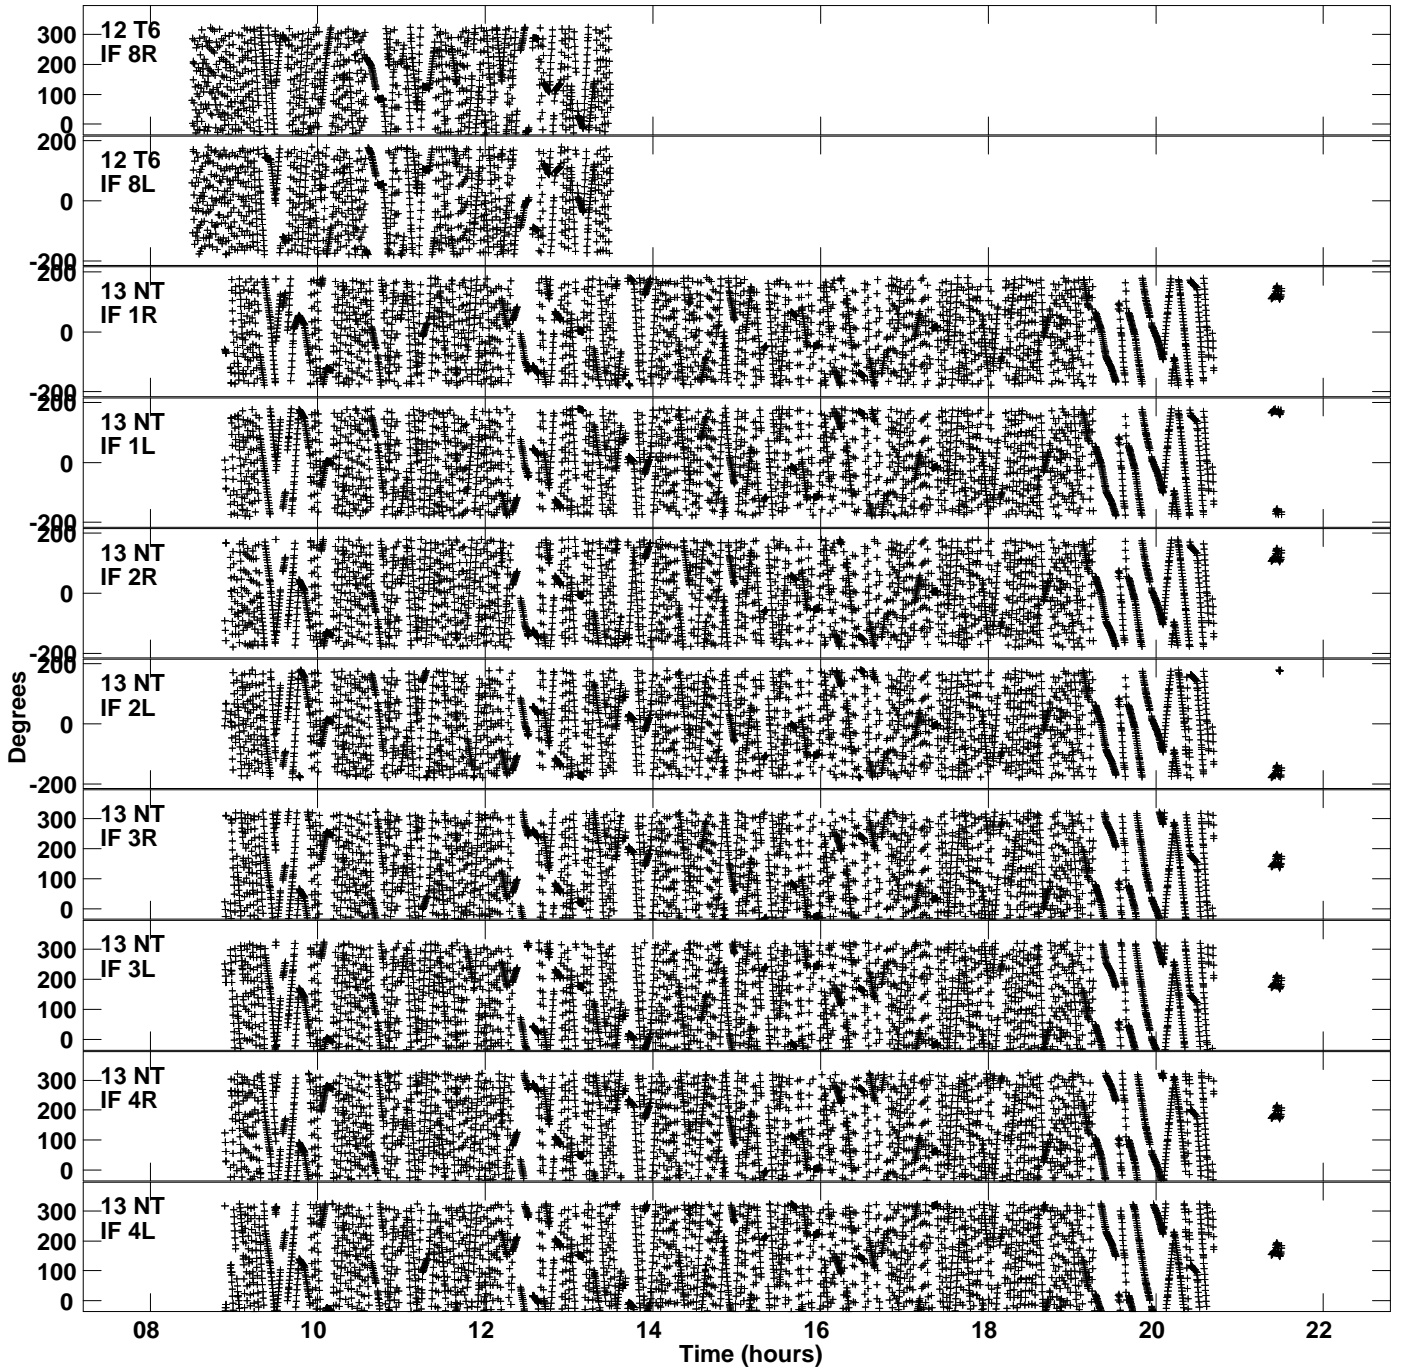 12 T6
IF 8R
300
200
100
0
12 T6
IF 8L
200
0
-200
13 NT
IF 1R
200
0
-200
13 NT
IF 1L
200
0
-200
13 NT
IF 2R
200
0
-200
13 NT
IF 2L
200
0
-200
13 NT
IF 3R
300
200
100
0
13 NT
IF 3L
300
200
100
0
13 NT
IF 4R
300
200
100
0
13 NT
IF 4L
300
200
100
0
Degrees
08 10 12 14 16 18 20 22
Time (hours)